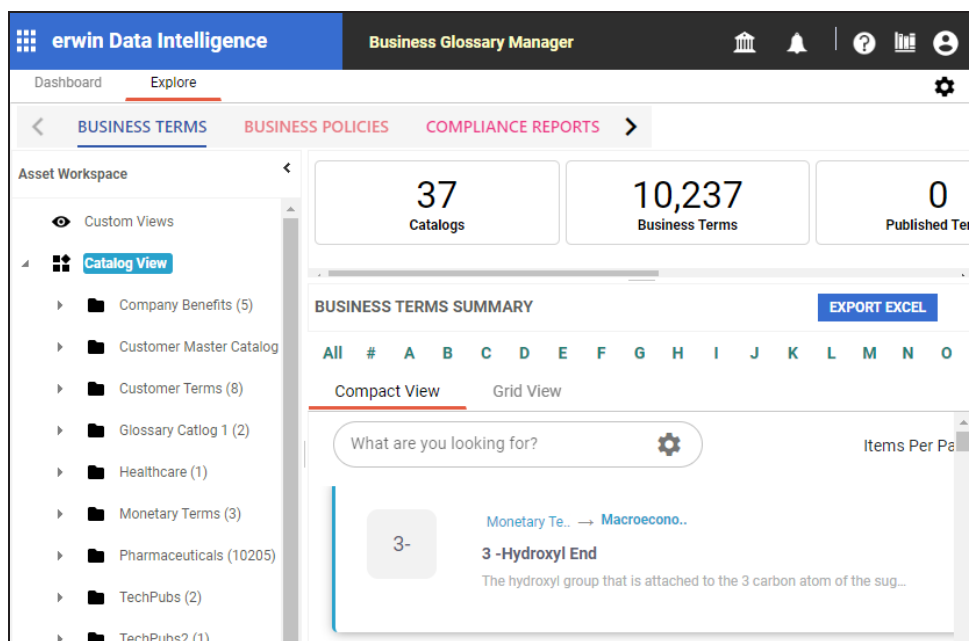 erwin Data Intelligence
Business Glossary Manager
Dashboard
Explore
BUSINESS TERMS
BUSINESS POLICIES
COMPLIANCE REPORTS
Asset Workspace
Custom Views
Catalog View
Company Benefits (5)
Customer Master Catalog
Customer Terms (8)
Glossary Catlog 1 (2)
Healthcare (1)
Monetary Terms (3)
Pharmaceuticals (10205)
TechPubs (2)
TechPubs2 (1)
37
Catalogs
10,237
Business Terms
0
Published Te
BUSINESS TERMS SUMMARY
EXPORT EXCEL
All # A B C D E F G H I J K L M N O
Compact View
Grid View
What are you looking for?
Items Per Pa
3-
Monetary Te.. → Macroecono..
3 -Hydroxyl End
The hydroxyl group that is attached to the 3 carbon atom of the sug...